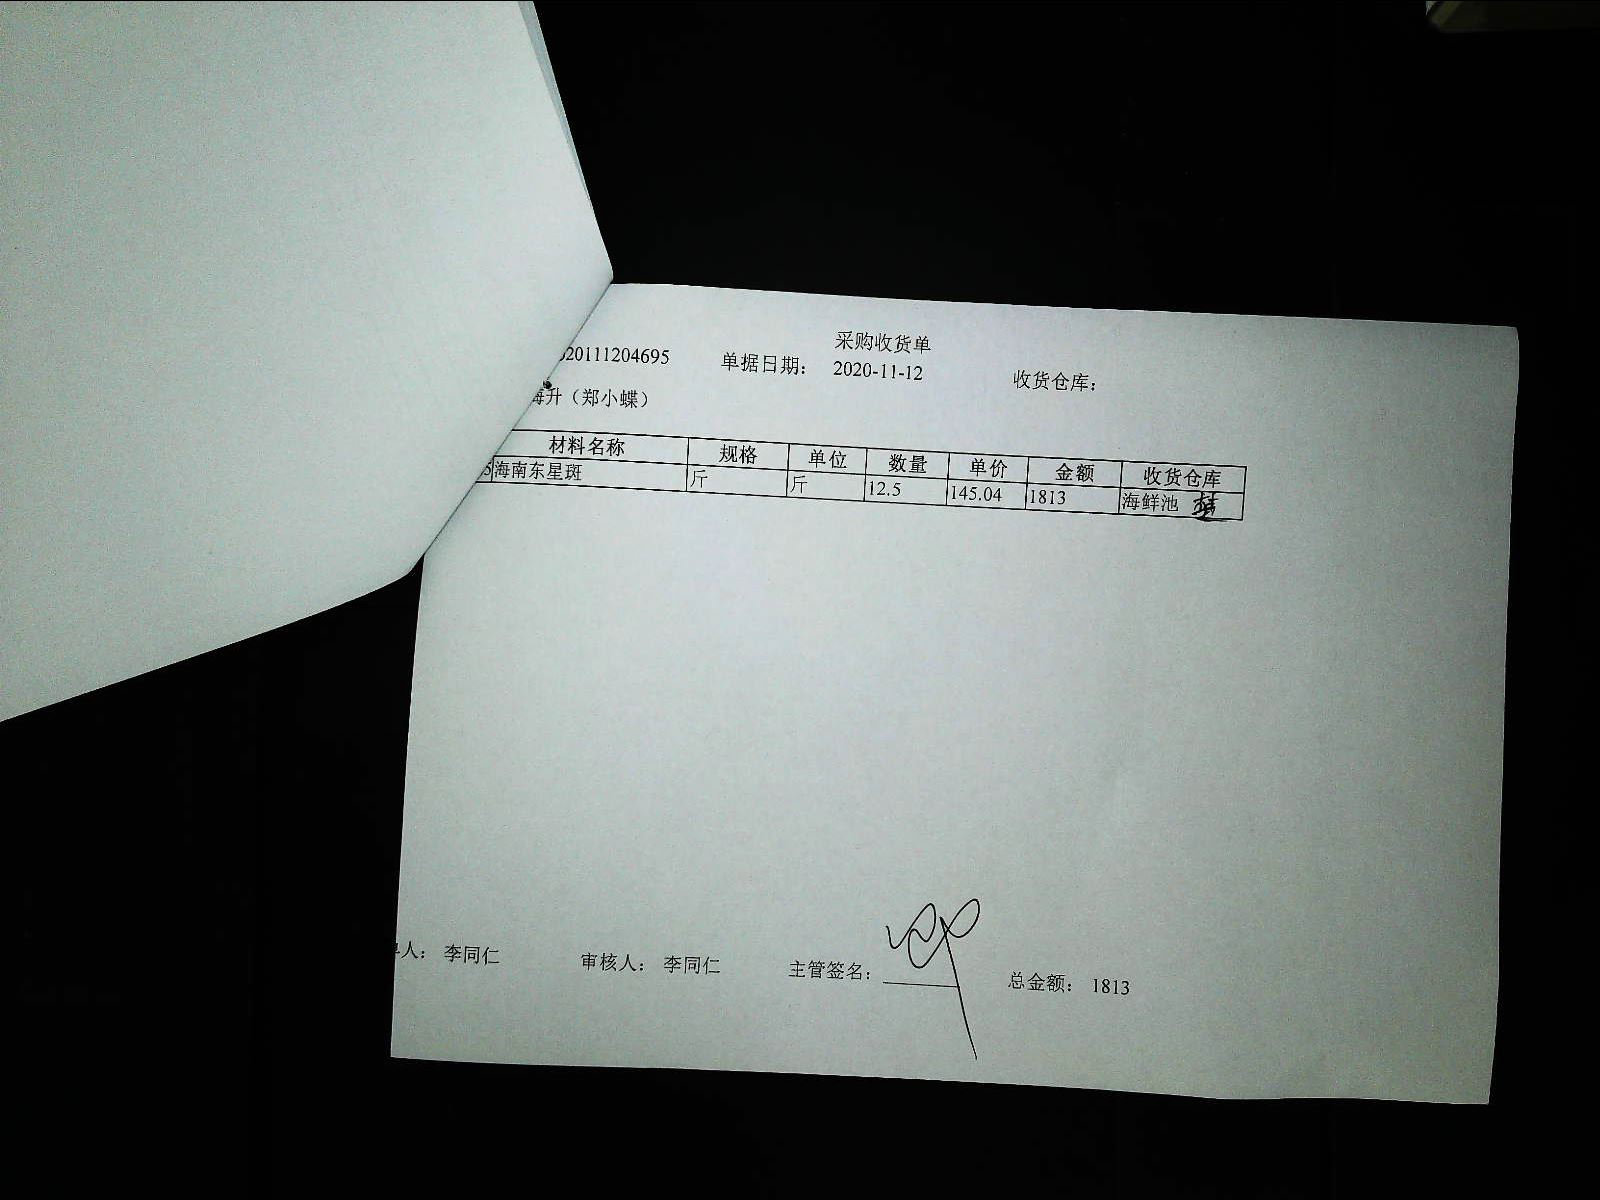 采购收货单
20111204695 单据日期： 2020-11-12 收货仓库：
海升（郑小蝶）
材料名称 规格 单位 数量 单价 金额 收货仓库
5 海南东星斑 斤 斤 12.5 145.04 1813 海鲜池
单人： 李同仁 审核人： 李同仁 主管签名： 总金额： 1813